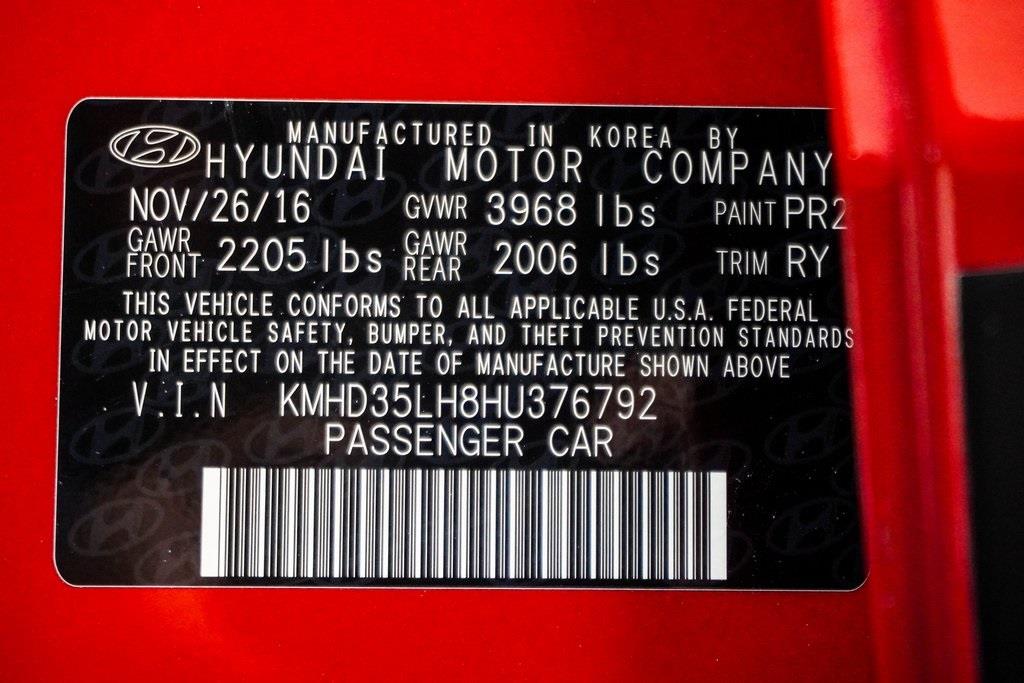 MANUFACTURED IN KOREA BY
HYUNDAI MOTOR COMPANY
NOV/26/16 GVWR 3968 lbs PAINT PR2
GAWR FRONT 2205 lbs GAWR REAR 2006 lbs TRIM RY
THIS VEHICLE CONFORMS TO ALL APPLICABLE U.S.A. FEDERAL
MOTOR VEHICLE SAFETY, BUMPER, AND THEFT PREVENTION STANDARDS
IN EFFECT ON THE DATE OF MANUFACTURE SHOWN ABOVE
V.I.N KMHD35LH8HU376792
PASSENGER CAR